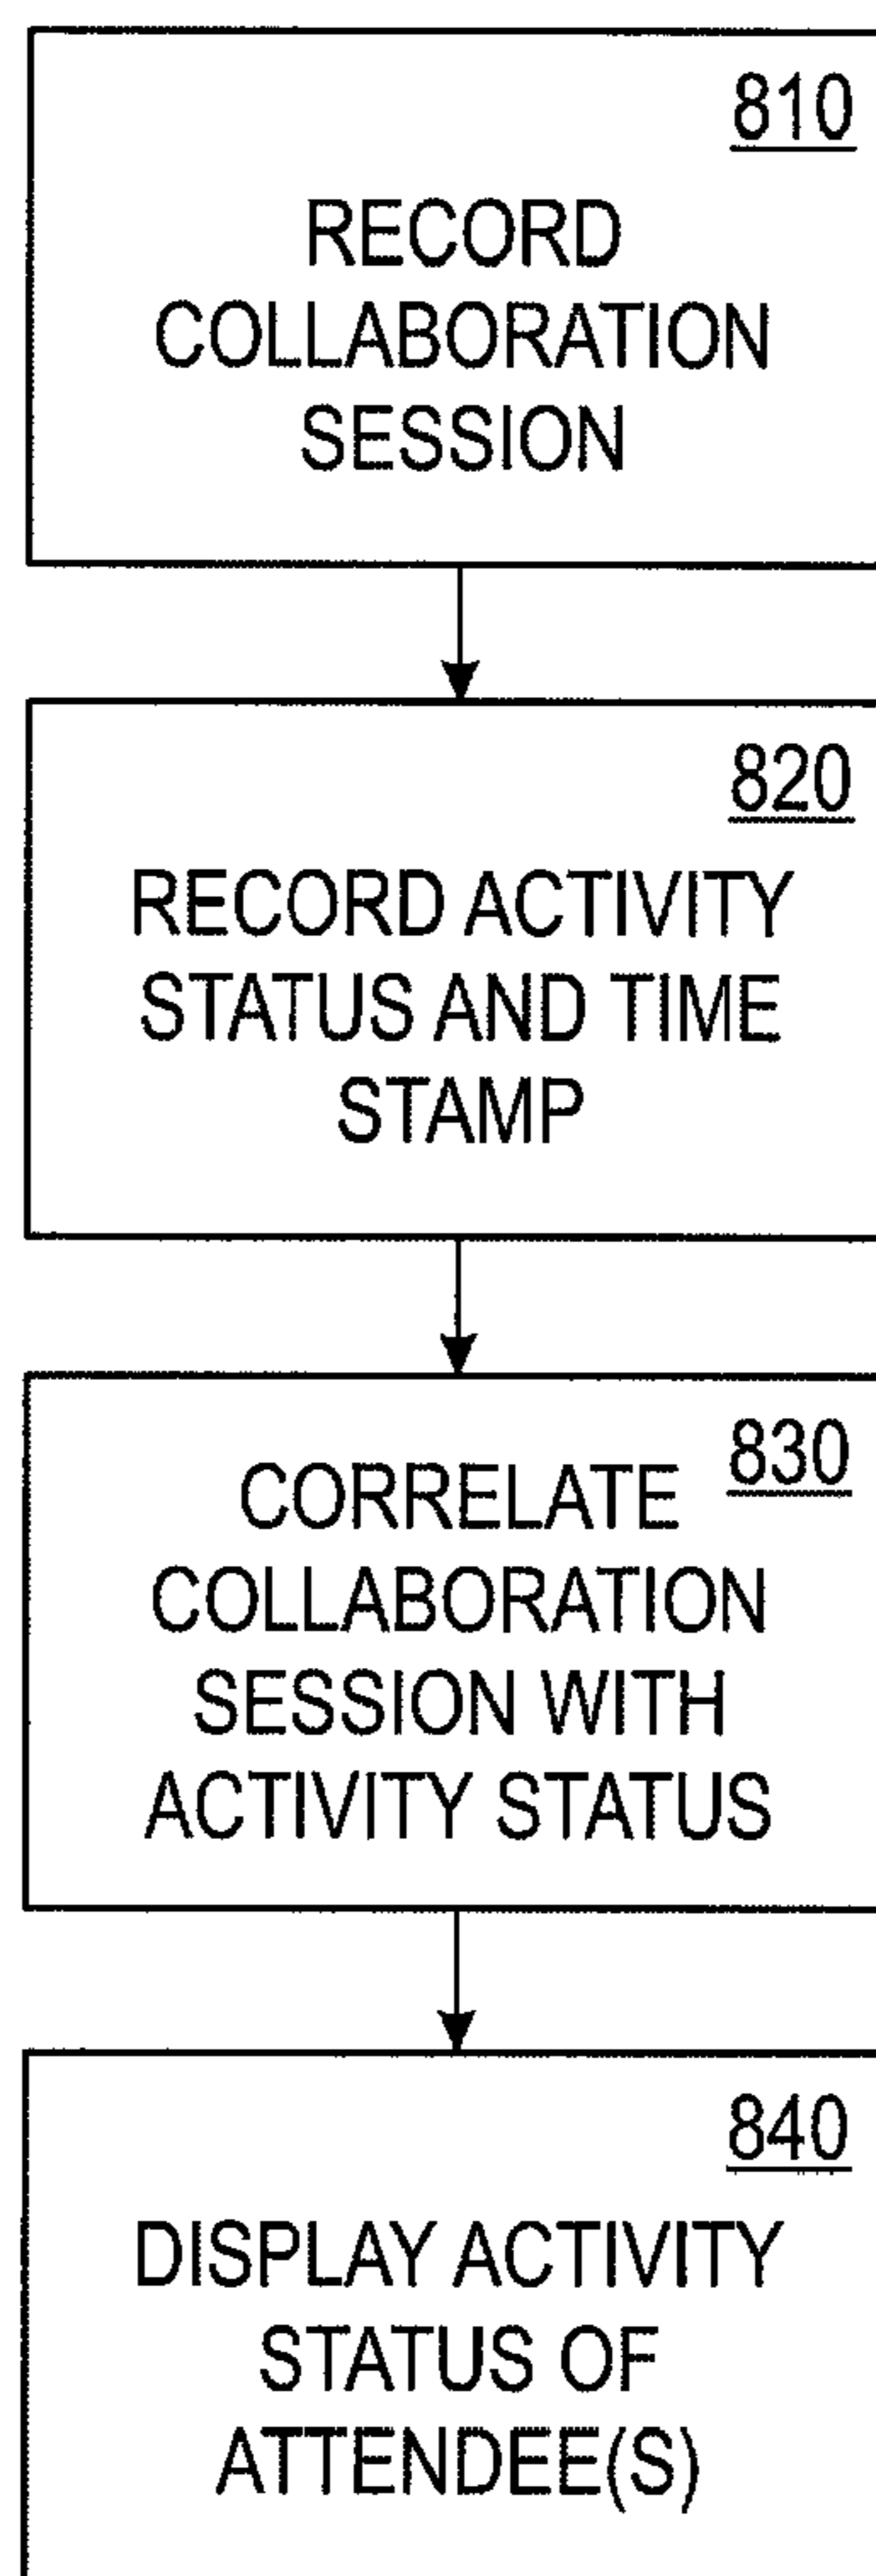 810
RECORD
COLLABORATION
SESSION
820
RECORD ACTIVITY
STATUS AND TIME
STAMP
830
CORRELATE
COLLABORATION
SESSION WITH
ACTIVITY STATUS
840
DISPLAY ACTIVITY
STATUS OF
ATTENDEE(S)